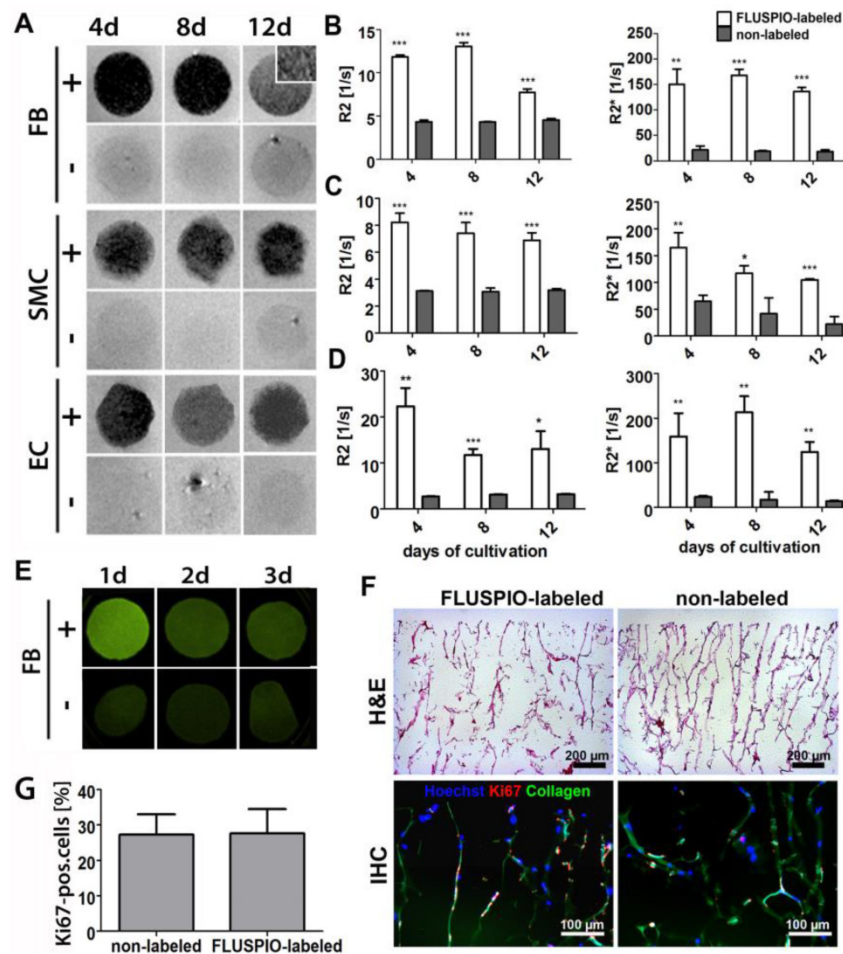 A
4d 8d 12d
FB
+
-
SMC
+
-
EC
+
-
B
R2 [1/s]
15
10
5
0
***
***
***
4
8
12
FLUSPIO-labeled
non-labeled
R2* [1/s]
250
200
150
100
50
0
**
***
***
4
8
12
C
R2 [1/s]
10
8
6
4
2
0
***
***
***
4
8
12
R2* [1/s]
250
200
150
100
50
0
**
*
***
4
8
12
D
R2 [1/s]
30
20
10
0
**
***
*
4
8
12
days of cultivation
R2* [1/s]
300
200
100
0
**
**
**
4
8
12
days of cultivation
E
1d 2d 3d
FB
+
-
F
FLUSPIO-labeled non-labeled
H&E
200 µm
200 µm
IHC
Hoechst Ki67 Collagen
100 µm
100 µm
G
Ki67-pos.cells [%]
50
40
30
20
10
0
non-labeled FLUSPIO-labeled